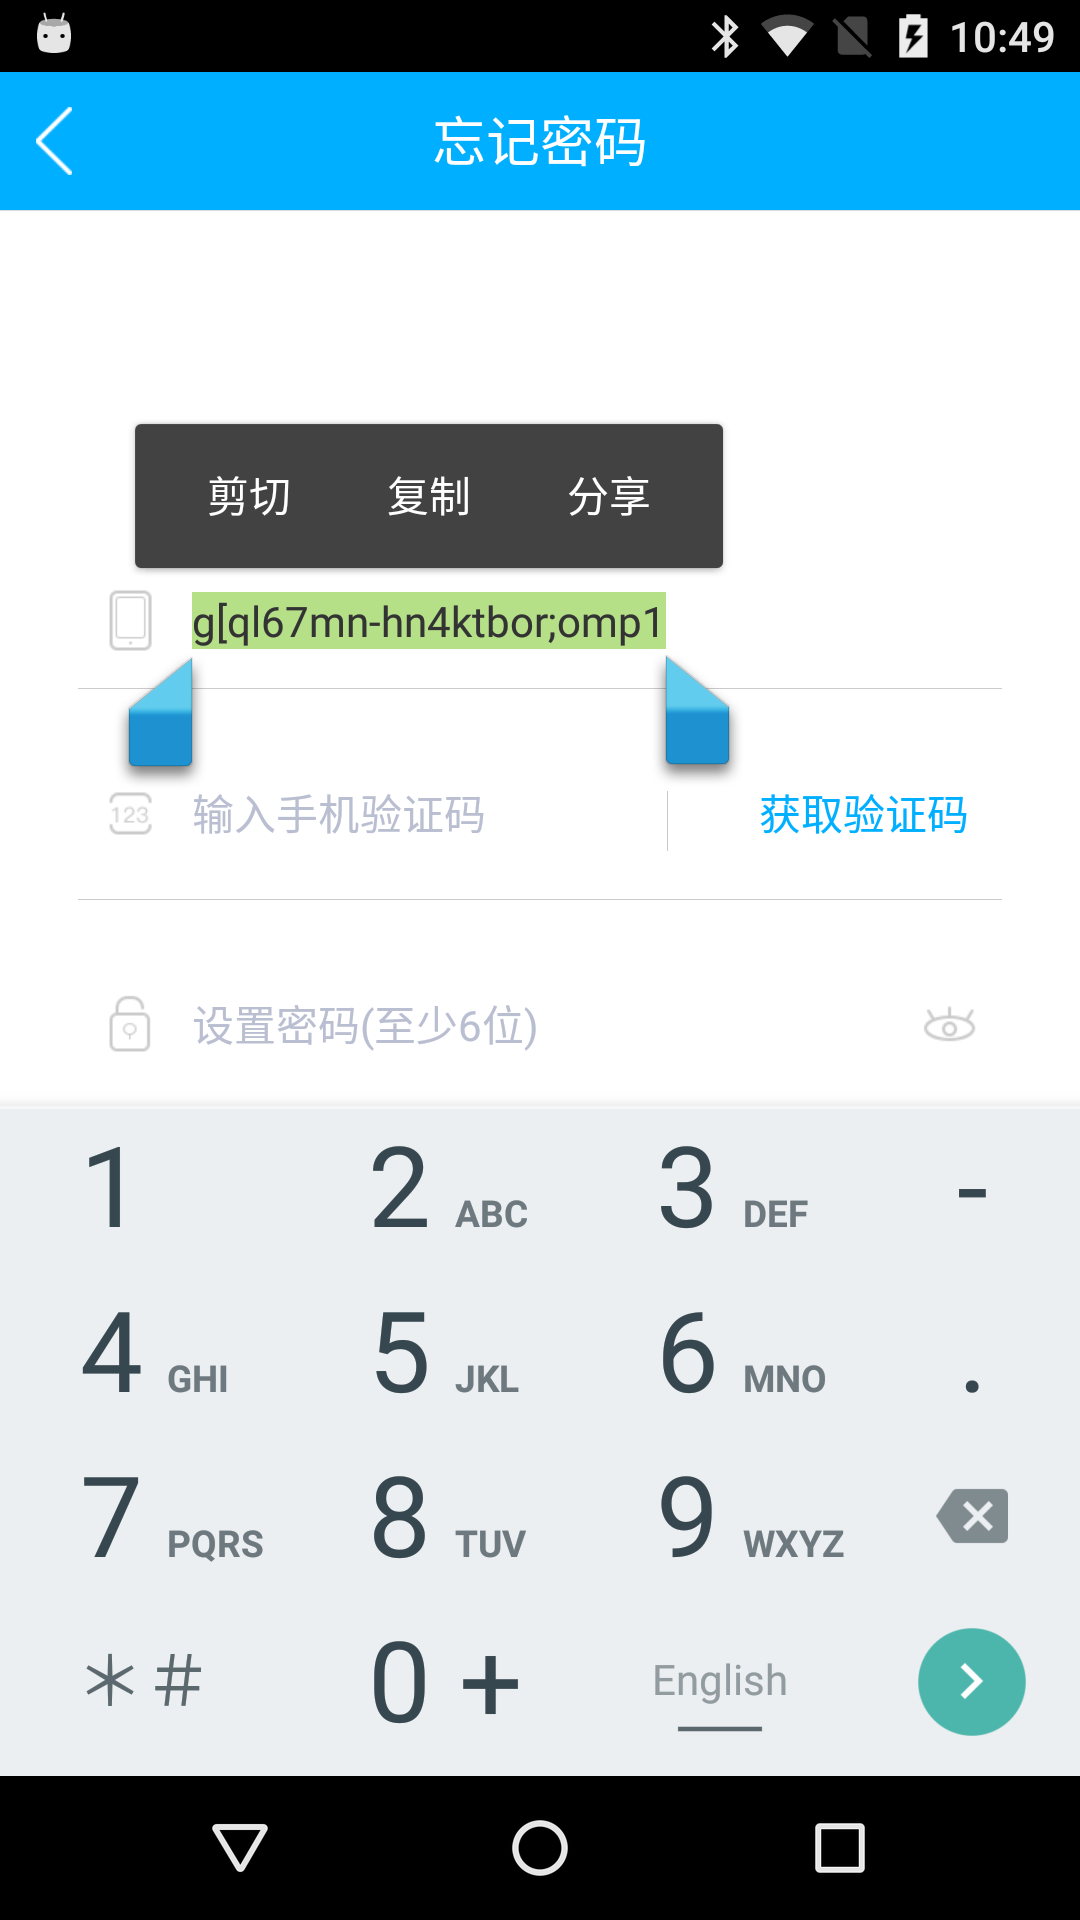 10:49
忘记密码
剪切 复制 分享
g[ql67mn-hn4ktbor;omp1
123 输入手机验证码 获取验证码
设置密码(至少6位)
1 2 ABC 3 DEF -
4 GHI 5 JKL 6 MNO .
7 PQRS 8 TUV 9 WXYZ
*# 0 + English